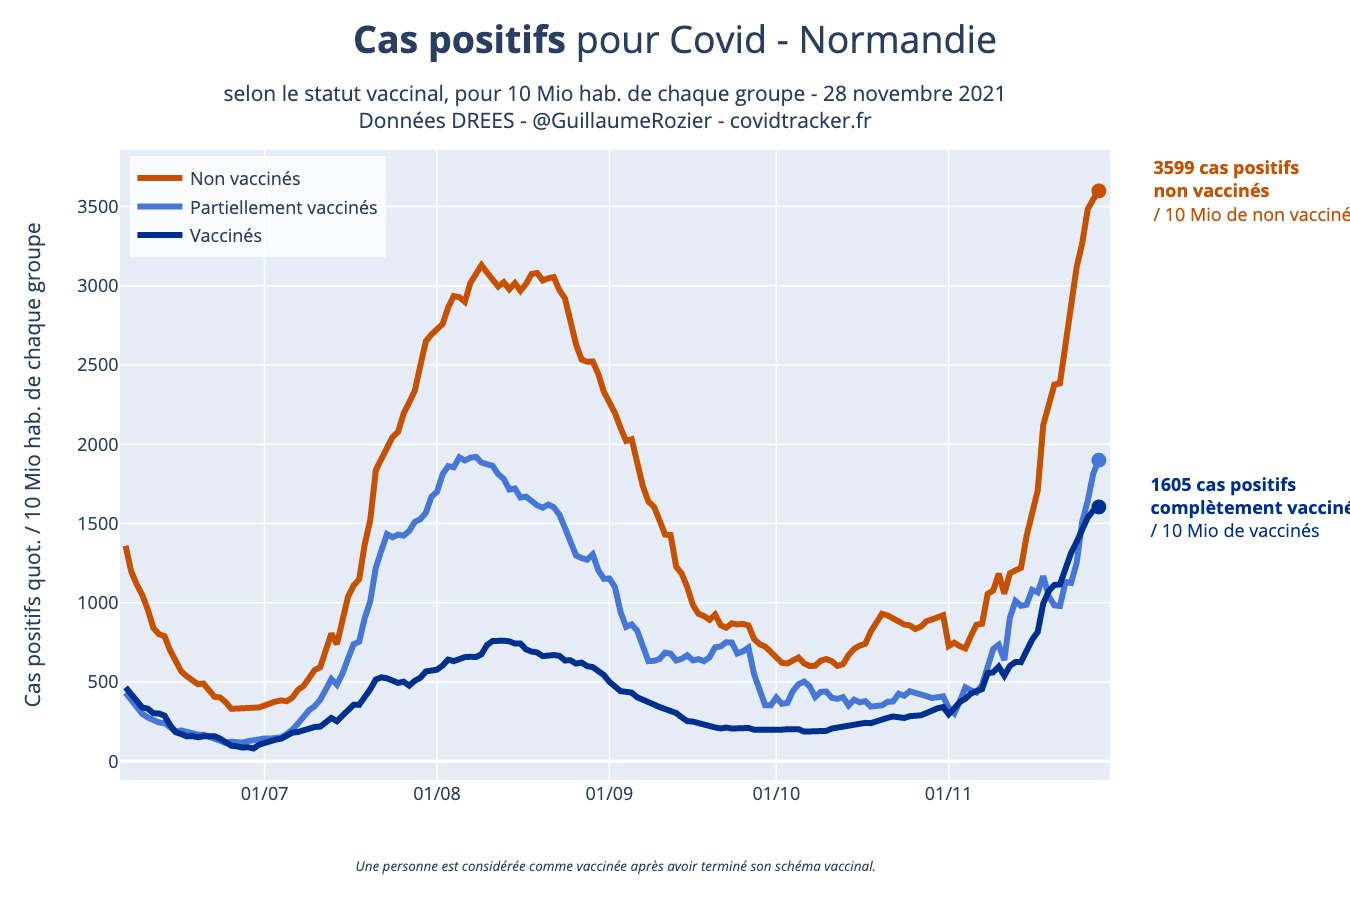 Cas positifs pour Covid - Normandie
selon le statut vaccinal, pour 10 Mio hab. de chaque groupe - 28 novembre 2021
Données DREES - @GuillaumeRozier - covidtracker.fr
Non vaccinés
Partiellement vaccinés
Vaccinés
3599 cas positifs
non vaccinés
/ 10 Mio de non vacciné
1605 cas positifs
complètement vacciné
/ 10 Mio de vaccinés
Cas positifs quot. / 10 Mio hab. de chaque groupe
3500
3000
2500
2000
1500
1000
500
0
01/07
01/08
01/09
01/10
01/11
Une personne est considérée comme vaccinée après avoir terminé son schéma vaccinal.